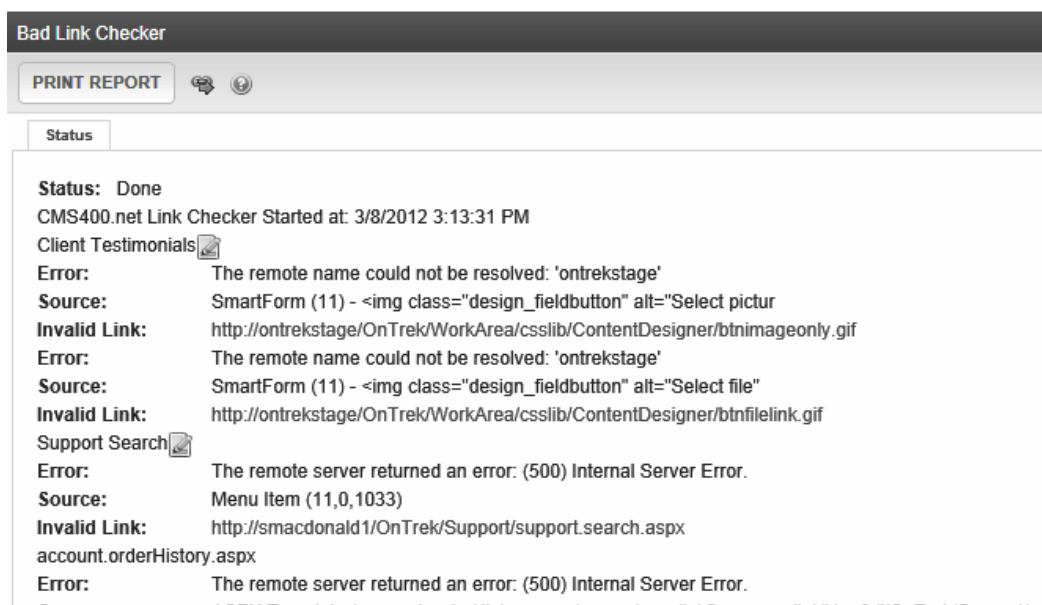 Bad Link Checker
PRINT REPORT
Status
Status: Done
CMS400.net Link Checker Started at: 3/8/2012 3:13:31 PM
Client Testimonials
Error: The remote name could not be resolved: 'ontrekstage'
Source: SmartForm (11) - <img class="design_fieldbutton" alt="Select pictur
Invalid Link: http://ontrekstage/OnTrek/WorkArea/csslib/ContentDesigner/btnimageonly.gif
Error: The remote name could not be resolved: 'ontrekstage'
Source: SmartForm (11) - <img class="design_fieldbutton" alt="Select file"
Invalid Link: http://ontrekstage/OnTrek/WorkArea/csslib/ContentDesigner/btnfilelink.gif
Support Search
Error: The remote server returned an error: (500) Internal Server Error.
Source: Menu Item (11,0,1033)
Invalid Link: http://smacdonald1/OnTrek/Support/support.search.aspx
account.orderHistory.aspx
Error: The remote server returned an error: (500) Internal Server Error.